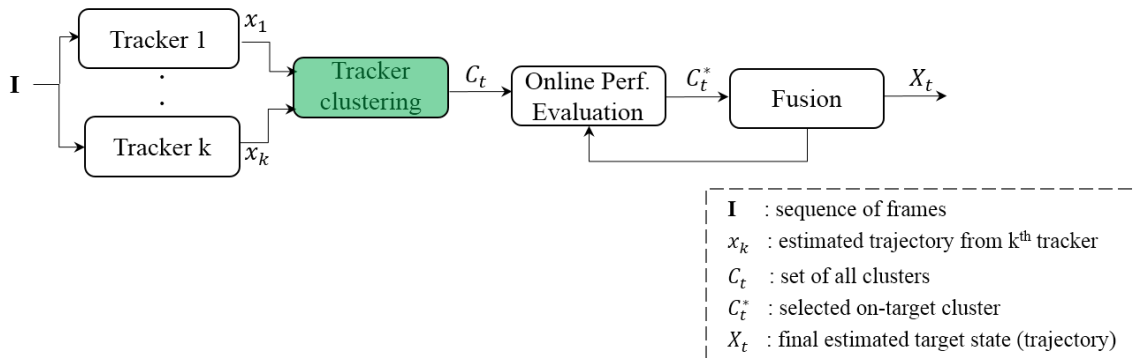 Tracker 1
x₁
I
.
.
Tracker k
xₖ
Tracker
clustering
Cₜ
Online Perf.
Evaluation
Cₜ*
Fusion
Xₜ
I : sequence of frames
xₖ : estimated trajectory from kᵗʰ tracker
Cₜ : set of all clusters
Cₜ* : selected on-target cluster
Xₜ : final estimated target state (trajectory)